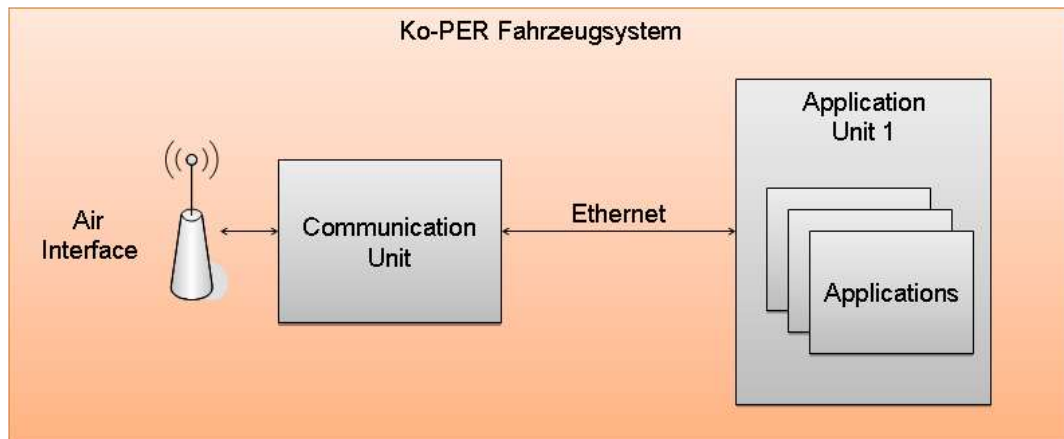 Ko-PER Fahrzeugsystem
Application
Unit 1
Air
Interface
Communication
Unit
Ethernet
Applications